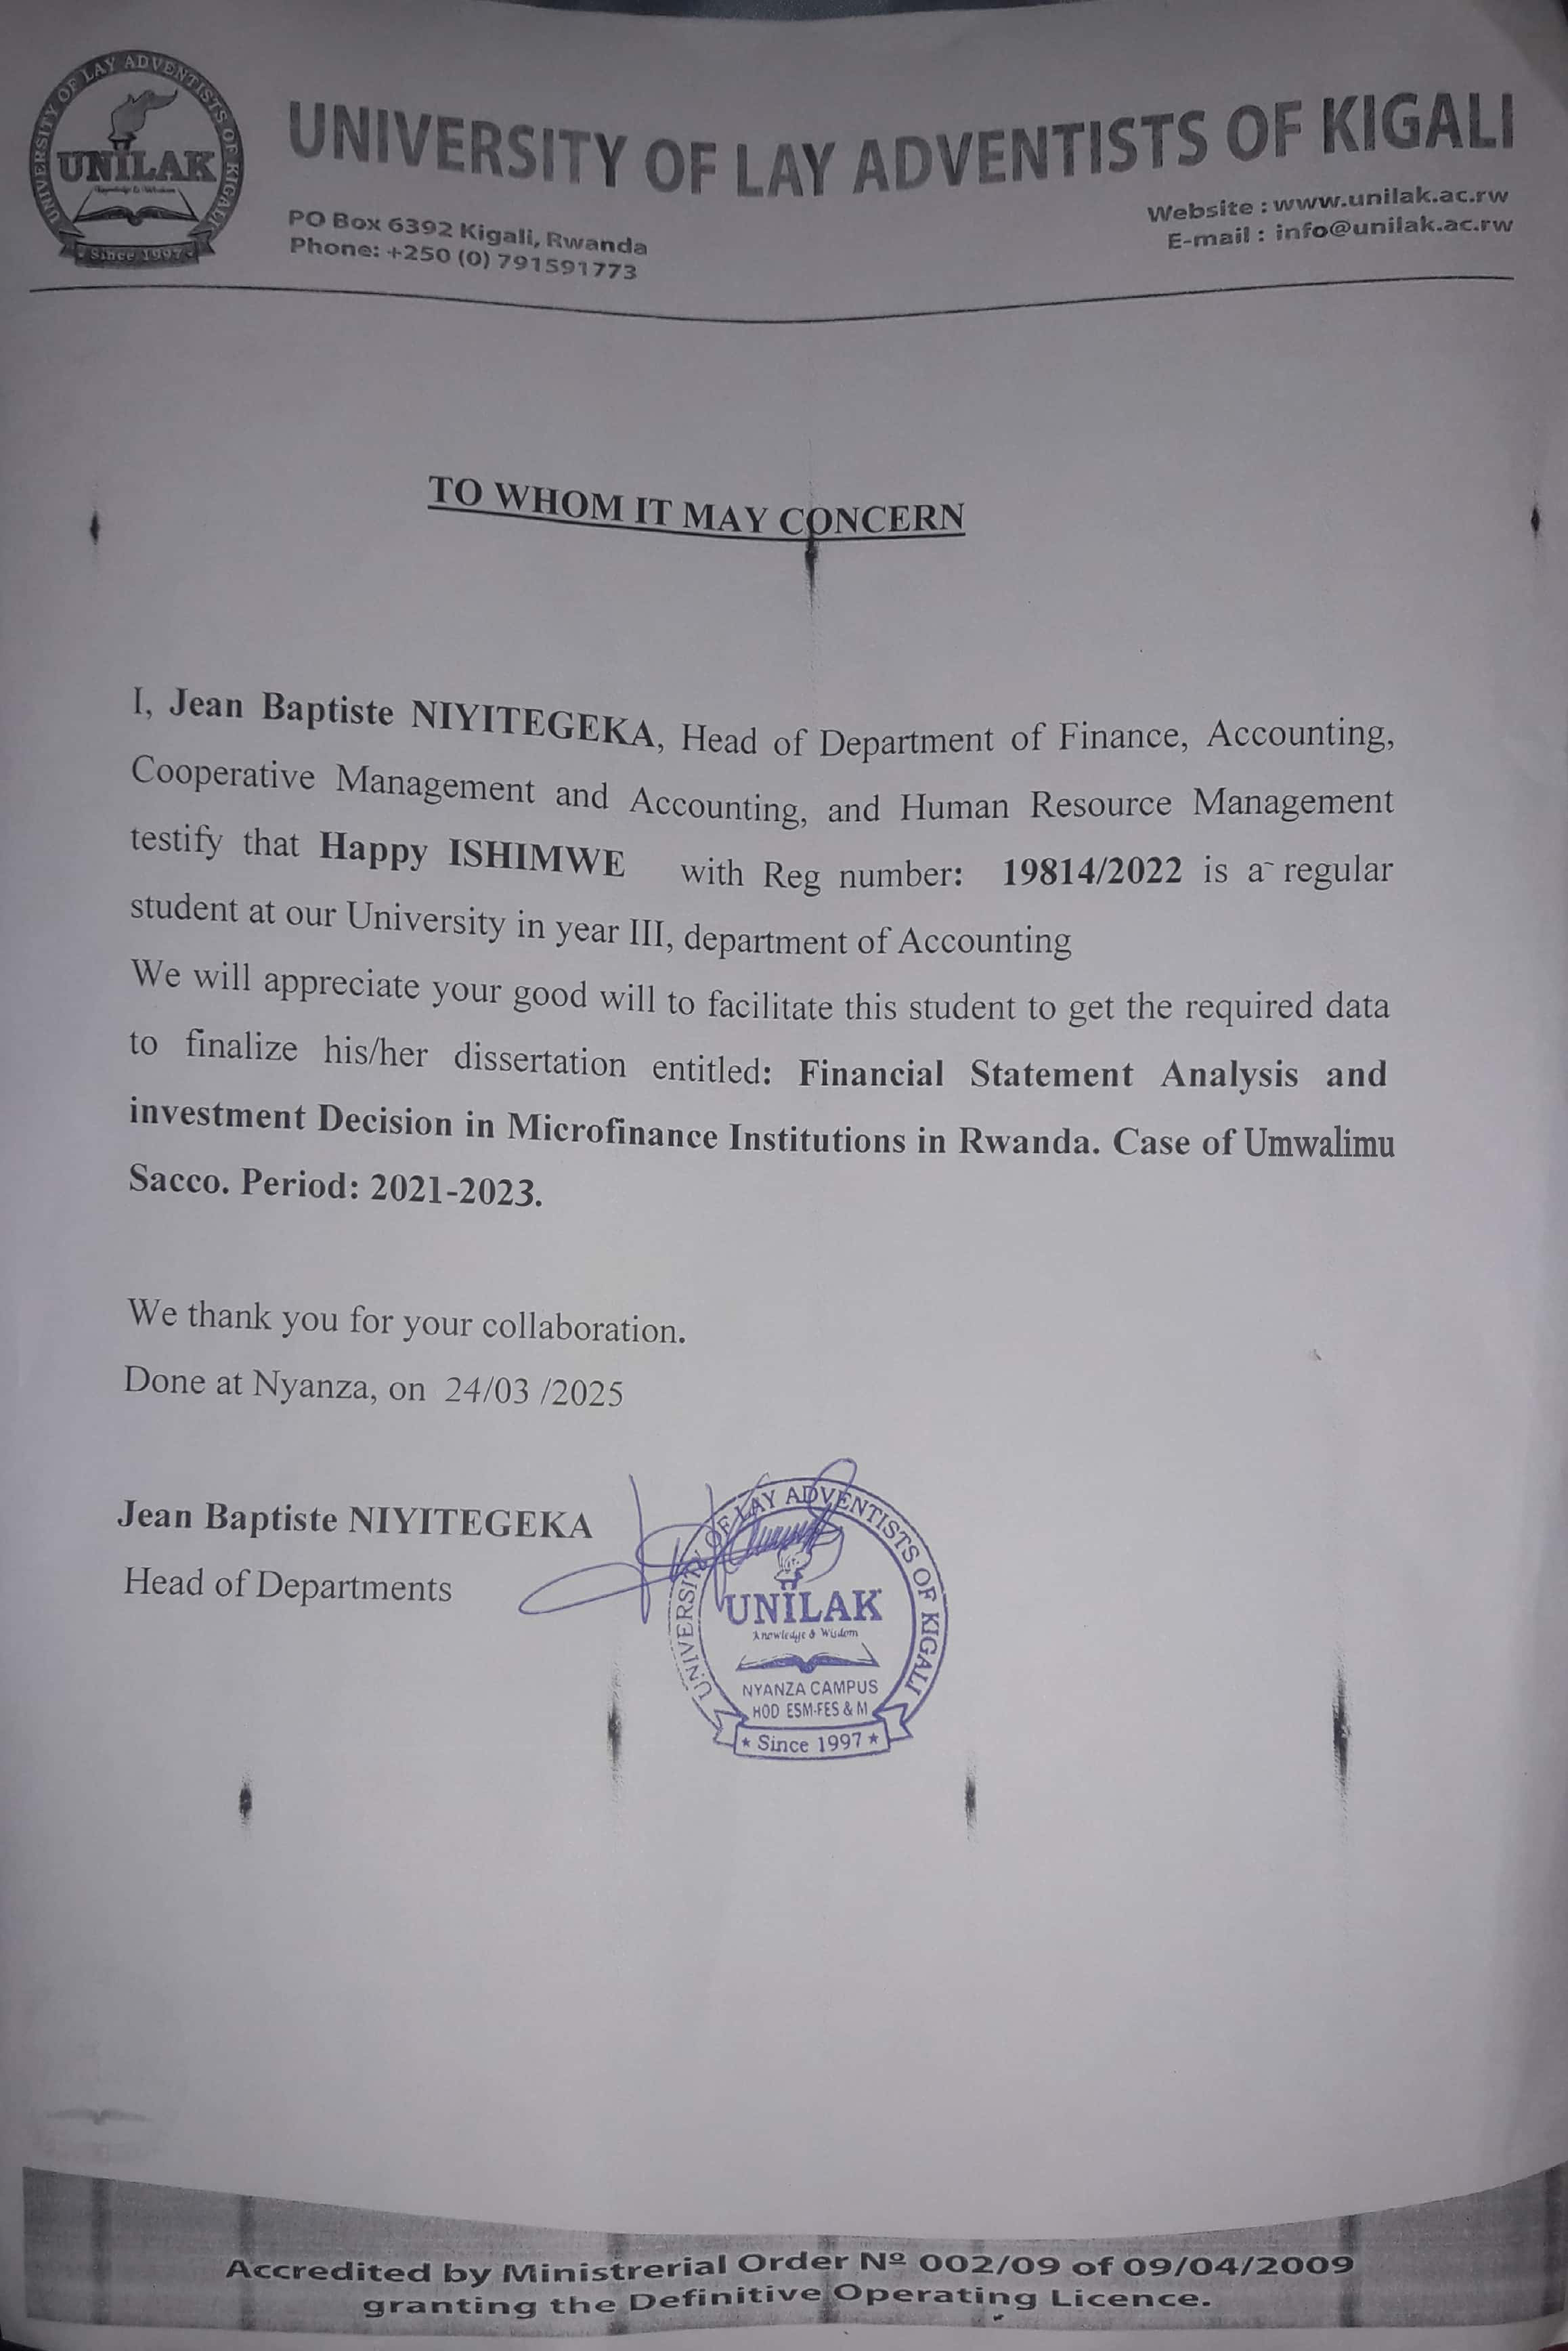 UNIVERSITY OF LAY ADVENTISTS OF KIGALI
UNILAK
Since 1997
UNIVERSITY OF LAY ADVENTISTS OF KIGALI
PO Box 6392 Kigali, Rwanda
Phone: +250 (0) 791591773
Website : www.unilak.ac.rw
E-mail : info@unilak.ac.rw
TO WHOM IT MAY CONCERN
I, Jean Baptiste NIYITEGEKA, Head of Department of Finance, Accounting,
Cooperative Management and Accounting, and Human Resource Management
testify that Happy ISHIMWE with Reg number: 19814/2022 is a regular
student at our University in year III, department of Accounting
We will appreciate your good will to facilitate this student to get the required data
to finalize his/her dissertation entitled: Financial Statement Analysis and
investment Decision in Microfinance Institutions in Rwanda. Case of Umwalimu
Sacco. Period: 2021-2023.
We thank you for your collaboration.
Done at Nyanza, on 24/03 /2025
Jean Baptiste NIYITEGEKA
Head of Departments
UNIVERSITY OF LAY ADVENTISTS OF KIGALI
UNILAK
Knowledge & Wisdom
NYANZA CAMPUS
HOD ESM-FES & M
* Since 1997 *
Accredited by Ministrerial Order Nº 002/09 of 09/04/2009
granting the Definitive Operating Licence.